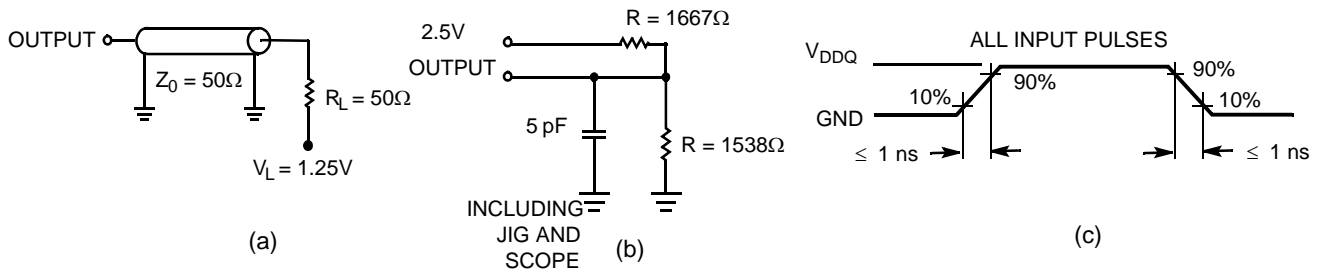 OUTPUT
Z0 = 50Ω
RL = 50Ω
VL = 1.25V
(a)
2.5V
R = 1667Ω
OUTPUT
5 pF
R = 1538Ω
INCLUDING
JIG AND
SCOPE
(b)
ALL INPUT PULSES
VDDQ
GND
10%
90%
90%
10%
≤ 1 ns
≤ 1 ns
(c)